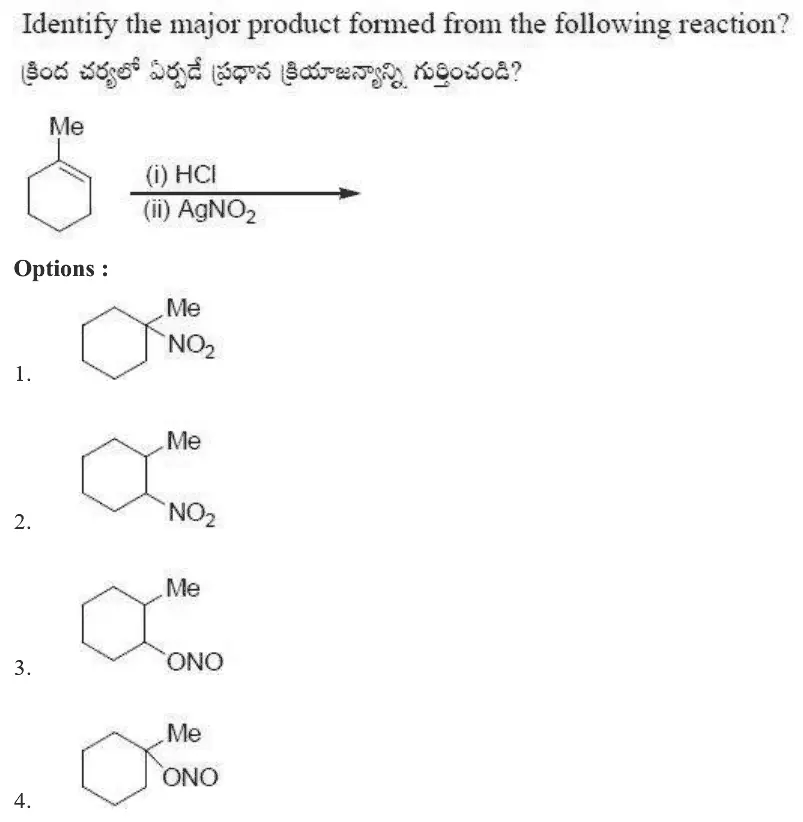 Identify the major product formed from the following reaction?
క్రింద చర్యలో ఏర్పడే ప్రధాన క్రియాజన్యాన్ని గుర్తించండి?
Me
(i) HCl
(ii) AgNO₂
Options :
Me
NO₂
1.
Me
NO₂
2.
Me
ONO
3.
Me
ONO
4.